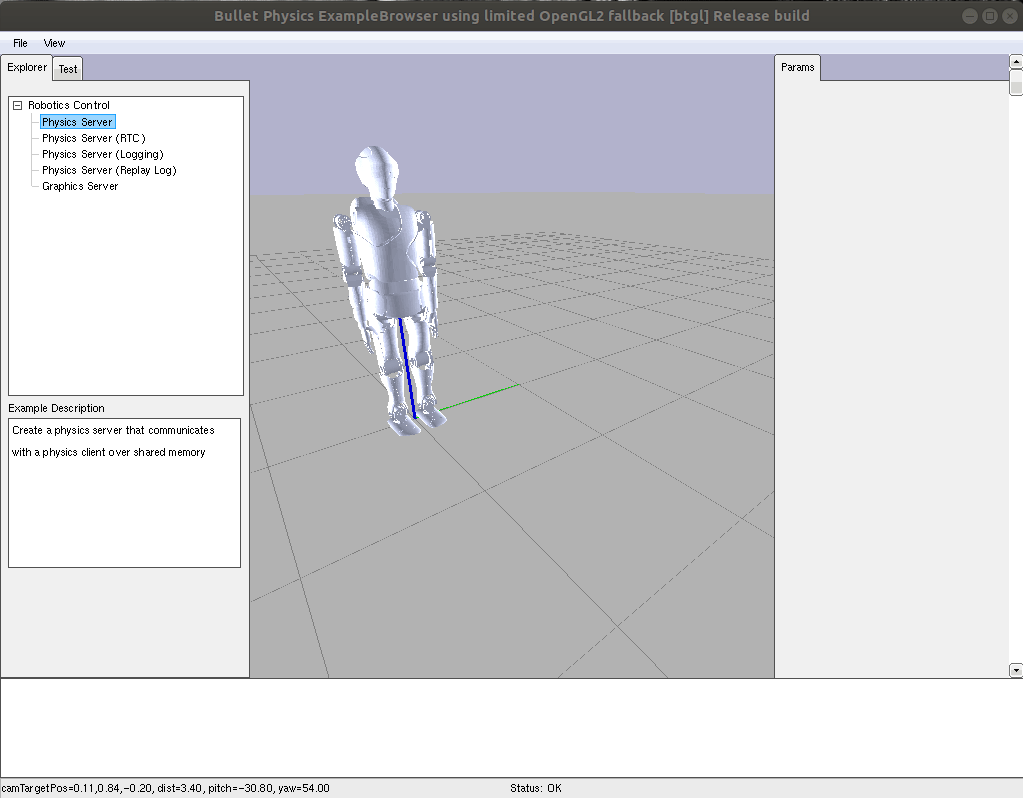 Bullet Physics ExampleBrowser using limited OpenGL2 fallback [btgl] Release build
File View
Explorer Test
Params
Robotics Control
Physics Server
Physics Server (RTC)
Physics Server (Logging)
Physics Server (Replay Log)
Graphics Server
Example Description
Create a physics server that communicates
with a physics client over shared memory
camTargetPos=0.11,0.84,-0.20, dist=3.40, pitch=-30.80, yaw=54.00
Status: OK